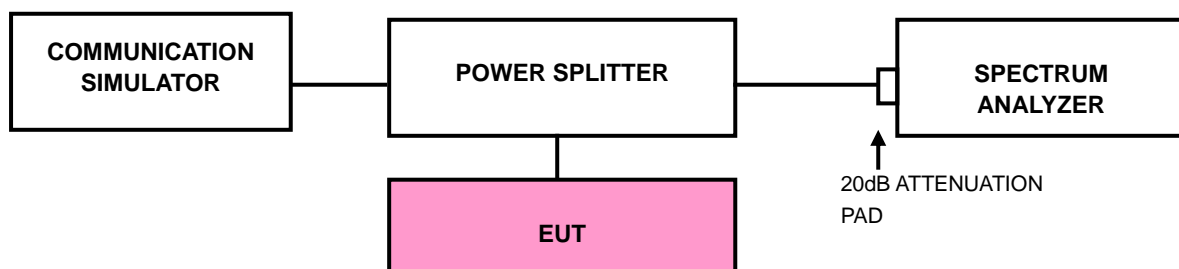 COMMUNICATION
SIMULATOR
POWER SPLITTER
SPECTRUM
ANALYZER
20dB ATTENUATION
PAD
EUT